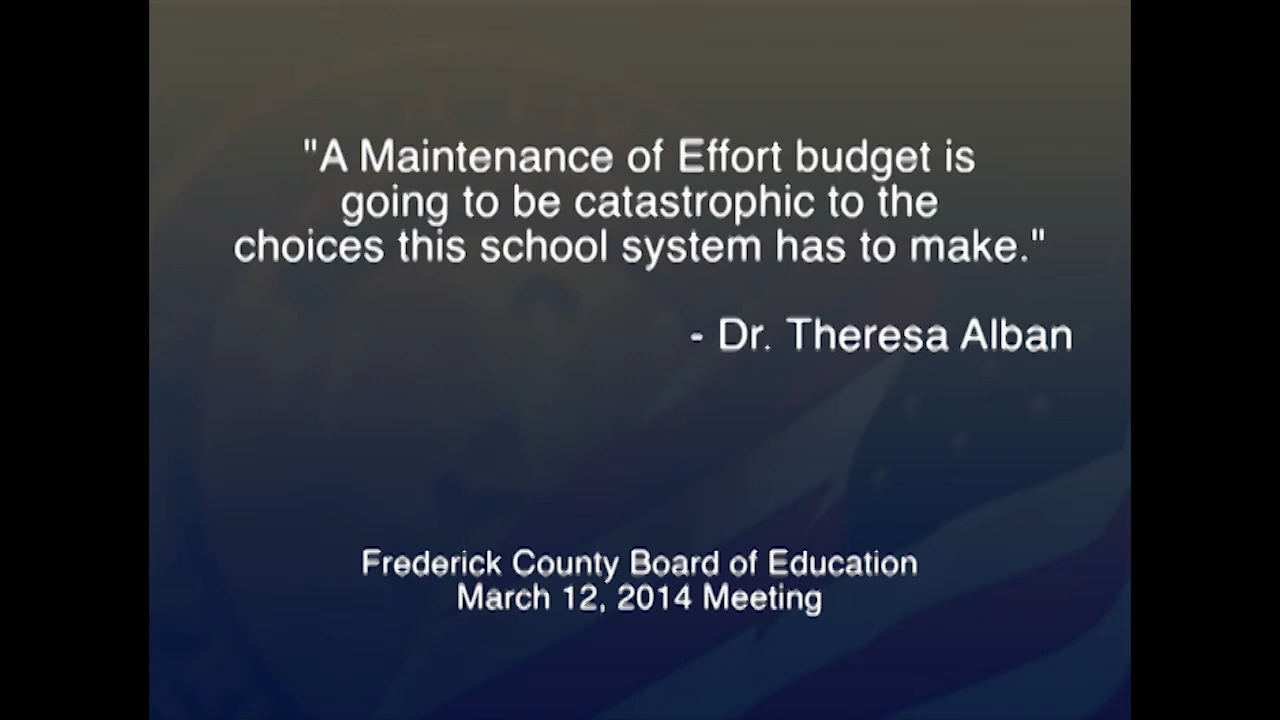 "A Maintenance of Effort budget is
going to be catastrophic to the
choices this school system has to make."
- Dr. Theresa Alban
Frederick County Board of Education
March 12, 2014 Meeting